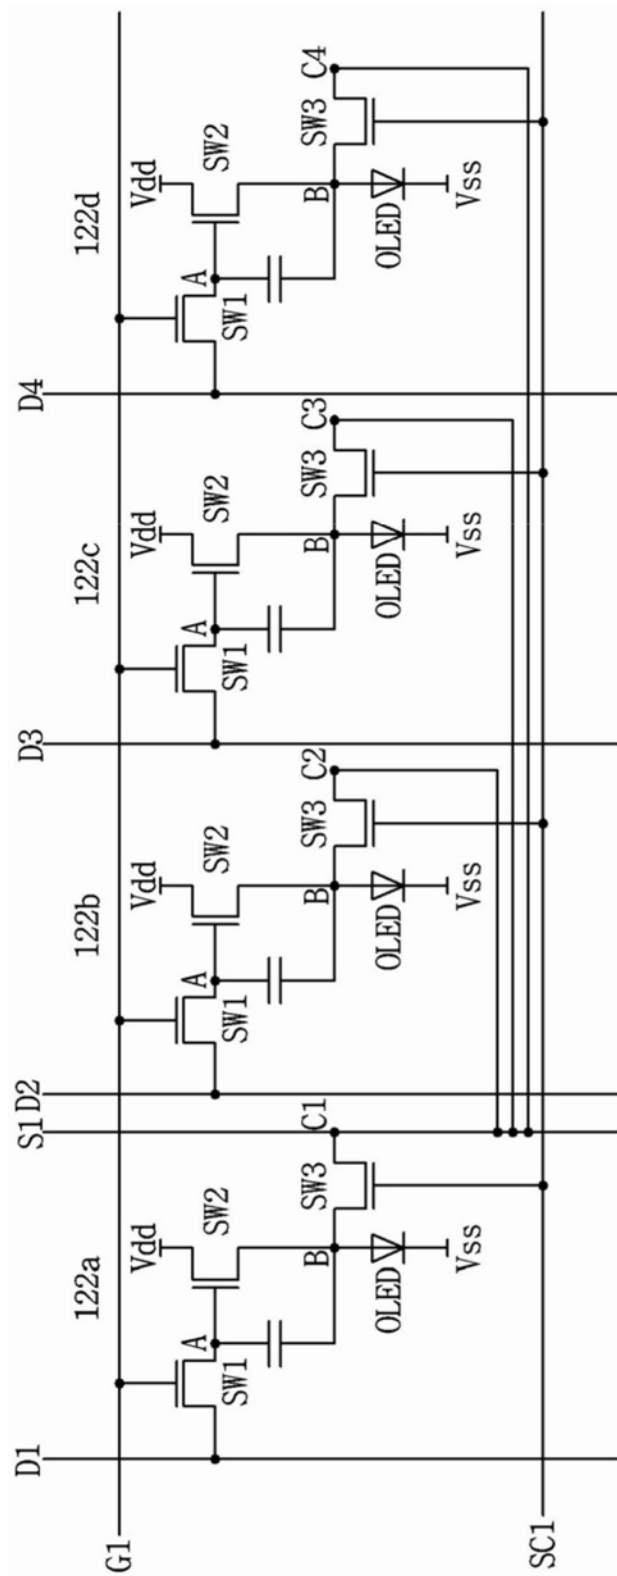 D1 S1 D2 D3 D4
122a 122b 122c 122d
G1
Vdd Vdd Vdd Vdd
A A A A
SW2 SW2 SW2 SW2
SW1 SW1 SW1 SW1
B SW3 C1 B SW3 C2 B SW3 C3 B SW3 C4
OLED OLED OLED OLED
Vss Vss Vss Vss
SC1